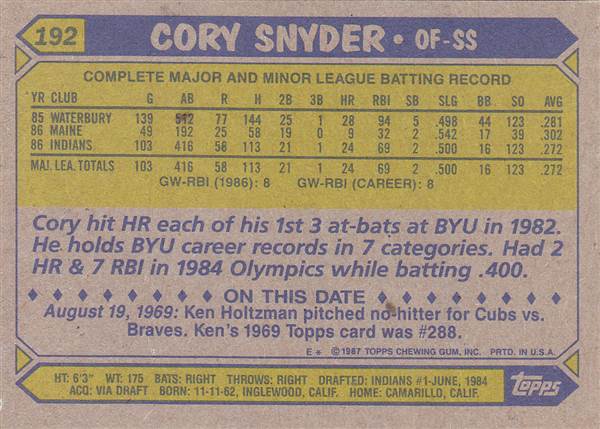 192 CORY SNYDER • OF-SS
COMPLETE MAJOR AND MINOR LEAGUE BATTING RECORD
YR CLUB G AB R H 2B 3B HR RBI SB SLG BB SO AVG
85 WATERBURY 139 512 77 144 25 1 28 94 5 .498 44 123 .281
86 MAINE 49 192 25 58 19 0 9 32 2 .542 17 39 .302
86 INDIANS 103 416 58 113 21 1 24 69 2 .500 16 123 .272
MAJ. LEA. TOTALS 103 416 58 113 21 1 24 69 2 .500 16 123 .272
GW-RBI (1986): 8 GW-RBI (CAREER): 8
Cory hit HR each of his 1st 3 at-bats at BYU in 1982.
He holds BYU career records in 7 categories. Had 2
HR & 7 RBI in 1984 Olympics while batting .400.
ON THIS DATE
August 19, 1969: Ken Holtzman pitched no-hitter for Cubs vs.
Braves. Ken's 1969 Topps card was #288.
E* ©1987 TOPPS CHEWING GUM, INC. PRTD. IN U.S.A.
HT: 6'3" WT: 175 BATS: RIGHT THROWS: RIGHT DRAFTED: INDIANS #1-JUNE, 1984
ACQ: VIA DRAFT BORN: 11-11-62, INGLEWOOD, CALIF. HOME: CAMARILLO, CALIF.
Topps